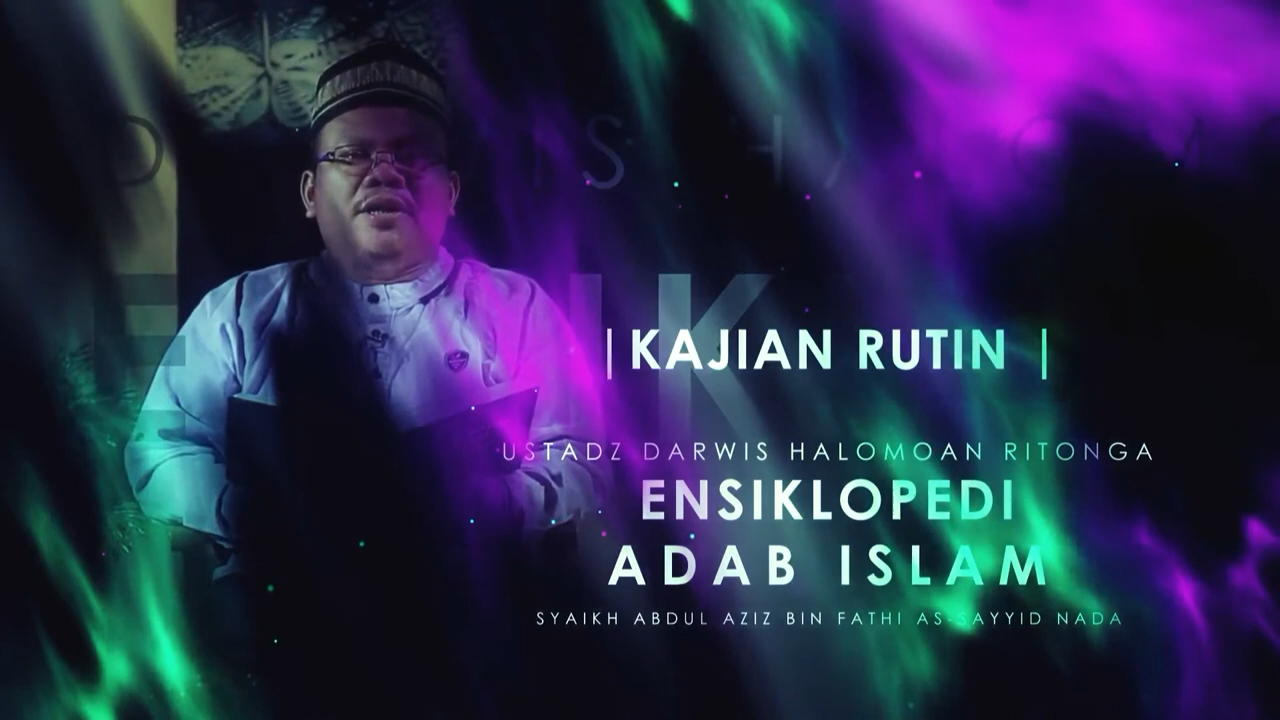 | KAJIAN RUTIN |
USTADZ DARWIS HALOMOAN RITONGA
ENSIKLOPEDI
ADAB ISLAM
SYAIKH ABDUL AZIZ BIN FATHI AS-SAYYID NADA